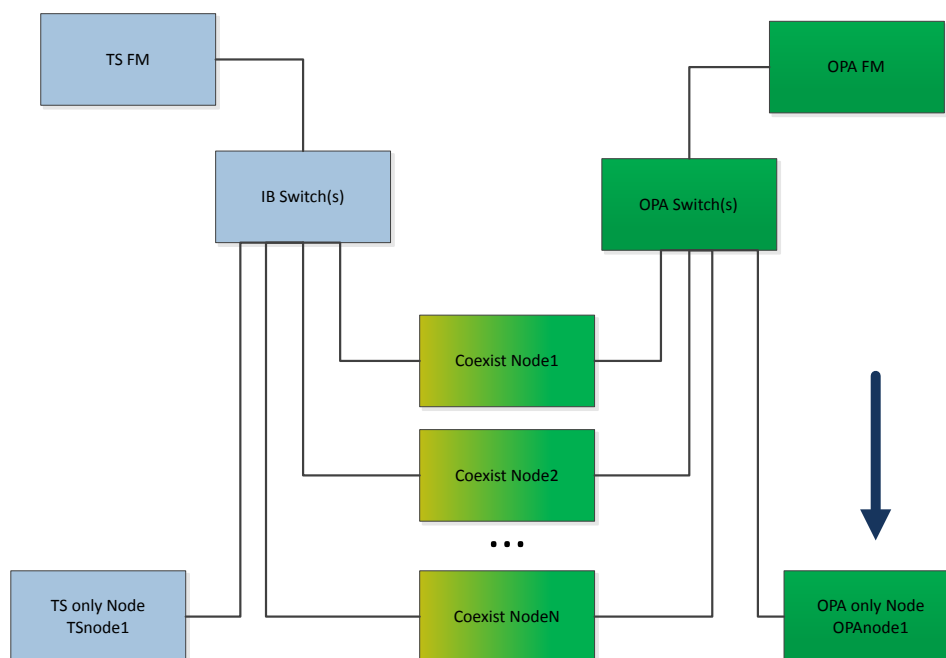 TS FM
OPA FM
IB Switch(s)
OPA Switch(s)
Coexist Node1
Coexist Node2
...
Coexist NodeN
TS only Node
TSnode1
OPA only Node
OPAnode1